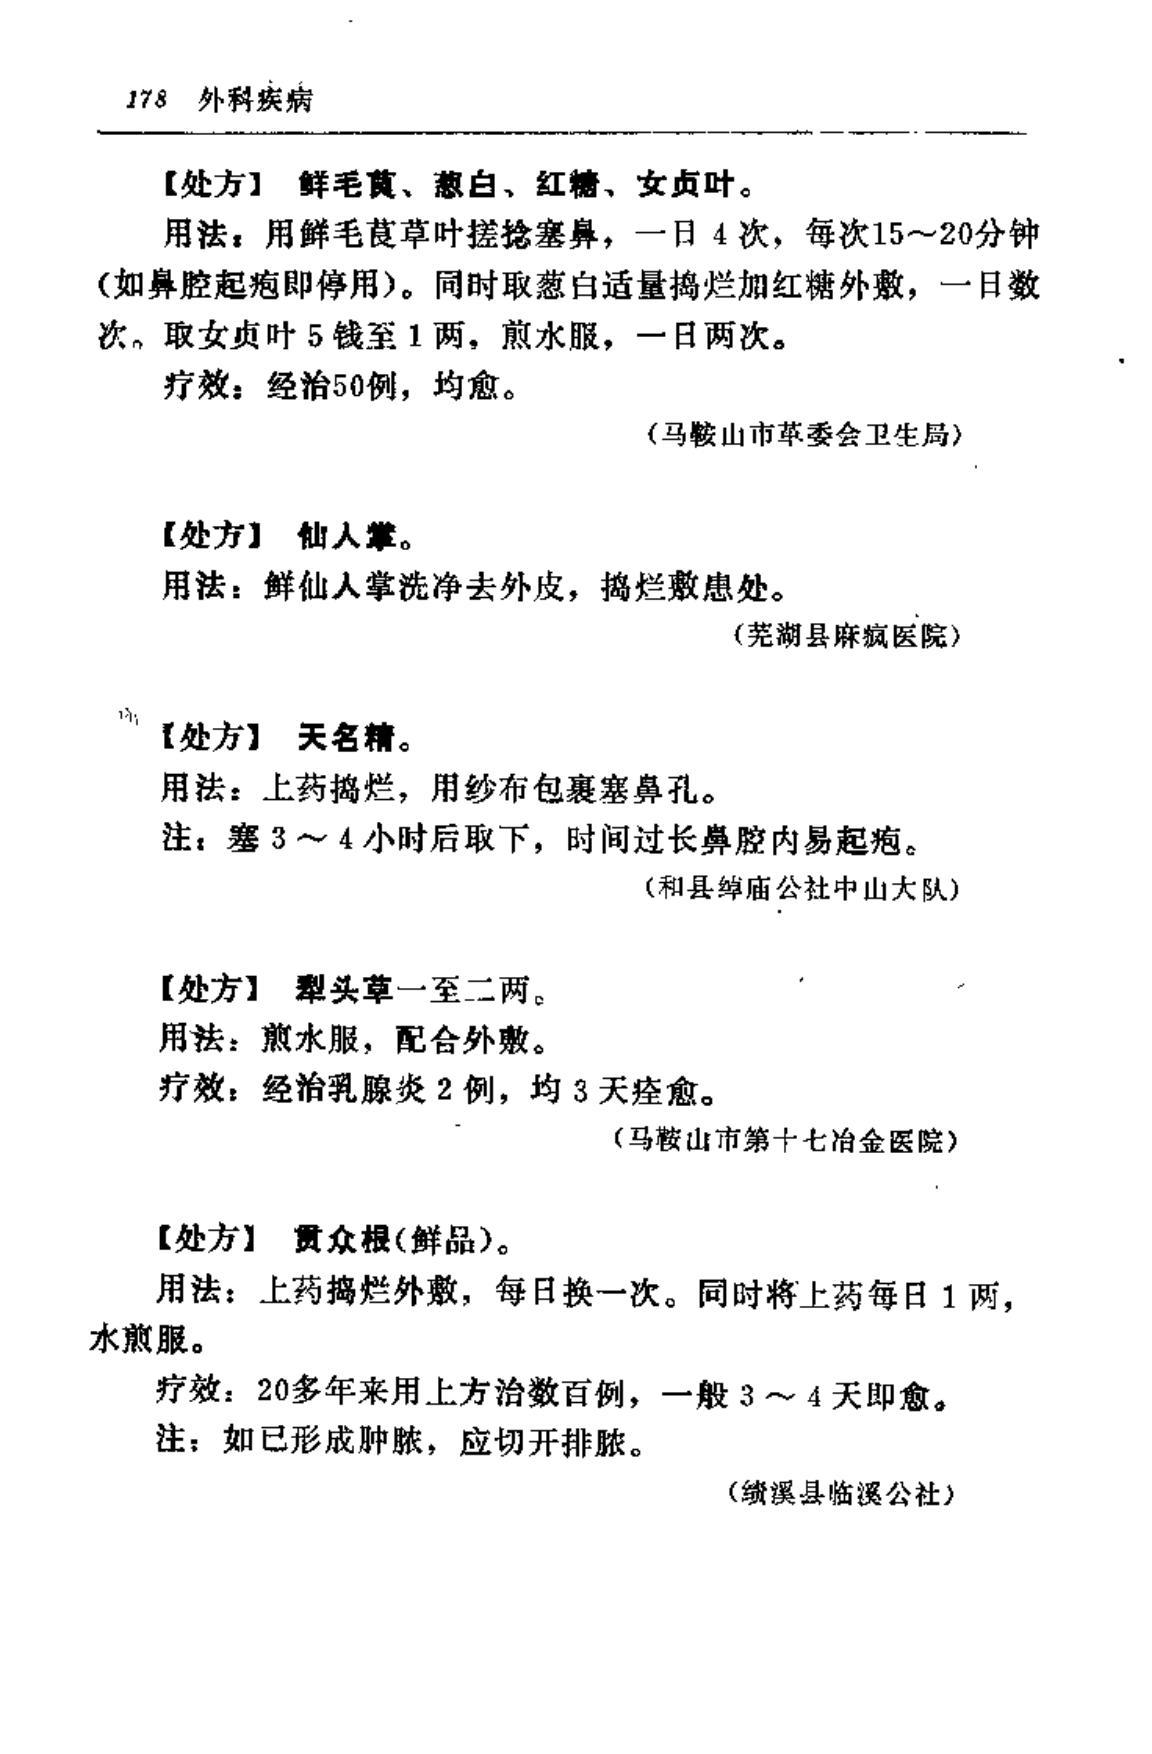 178 外科疾病
【处方】 鲜毛茛、葱白、红糖、女贞叶。
用法：用鲜毛茛草叶搓捻塞鼻，一日4次，每次15～20分钟
(如鼻腔起疱即停用)。同时取葱白适量捣烂加红糖外敷，一日数
次。取女贞叶5钱至1两，煎水服，一日两次。
疗效：经治50例，均愈。
（马鞍山市革委会卫生局）
【处方】 仙人掌。
用法：鲜仙人掌洗净去外皮，捣烂敷患处。
（芜湖县麻疯医院）
【处方】 天名精。
用法：上药捣烂，用纱布包裹塞鼻孔。
注：塞3～4小时后取下，时间过长鼻腔内易起疱。
（和县绰庙公社中山大队）
【处方】 犁头草一至二两。
用法：煎水服，配合外敷。
疗效：经治乳腺炎2例，均3天痊愈。
（马鞍山市第十七冶金医院）
【处方】 贯众根(鲜品)。
用法：上药捣烂外敷，每日换一次。同时将上药每日1两，
水煎服。
疗效：20多年来用上方治数百例，一般3～4天即愈。
注：如已形成肿脓，应切开排脓。
（绩溪县临溪公社）